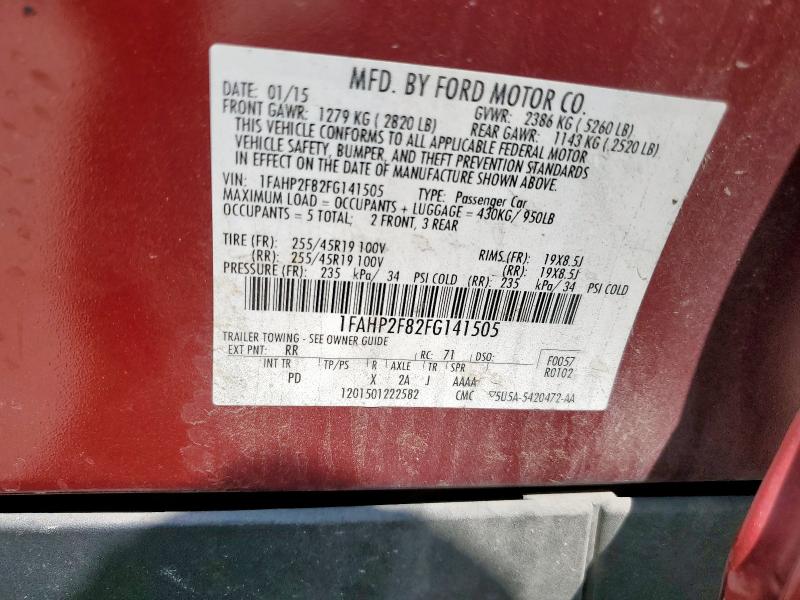 MFD. BY FORD MOTOR CO.
DATE: 01/15 GVWR: 2386 KG ( 5260 LB)
FRONT GAWR: 1279 KG ( 2820 LB) REAR GAWR: 1143 KG ( 2520 LB)
THIS VEHICLE CONFORMS TO ALL APPLICABLE FEDERAL MOTOR
VEHICLE SAFETY, BUMPER, AND THEFT PREVENTION STANDARDS
IN EFFECT ON THE DATE OF MANUFACTURE SHOWN ABOVE.
VIN: 1FAHP2F82FG141505 TYPE: Passenger Car
MAXIMUM LOAD = OCCUPANTS + LUGGAGE = 430KG/ 950LB
OCCUPANTS = 5 TOTAL; 2 FRONT, 3 REAR
TIRE (FR): 255/45R19 100V RIMS.(FR): 19X8.5J
(RR): 255/45R19 100V (RR): 19X8.5J
PRESSURE (FR): 235 kPa/ 34 PSI COLD (RR): 235 kPa/ 34 PSI COLD
1FAHP2F82FG141505
TRAILER TOWING - SEE OWNER GUIDE
EXT PNT: RR RC: 71 DSO: F0057
INT TR TP/PS R AXLE TR SPR R0102
PD X 2A J AAAA
1201501222582 CMC 5U5A-5420472-AA